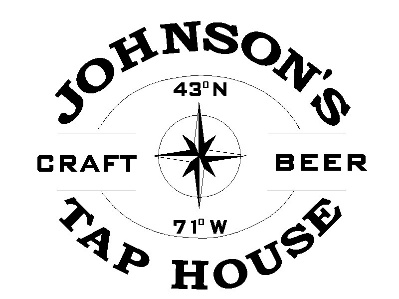 JOHNSON'S
43°N
CRAFT BEER
71°W
TAP HOUSE